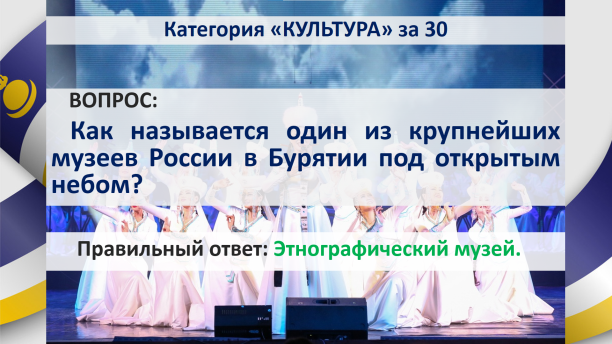 Категория «КУЛЬТУРА» за 30
ВОПРОС:
Как называется один из крупнейших
музеев России в Бурятии под открытым
небом?
Правильный ответ: Этнографический музей.